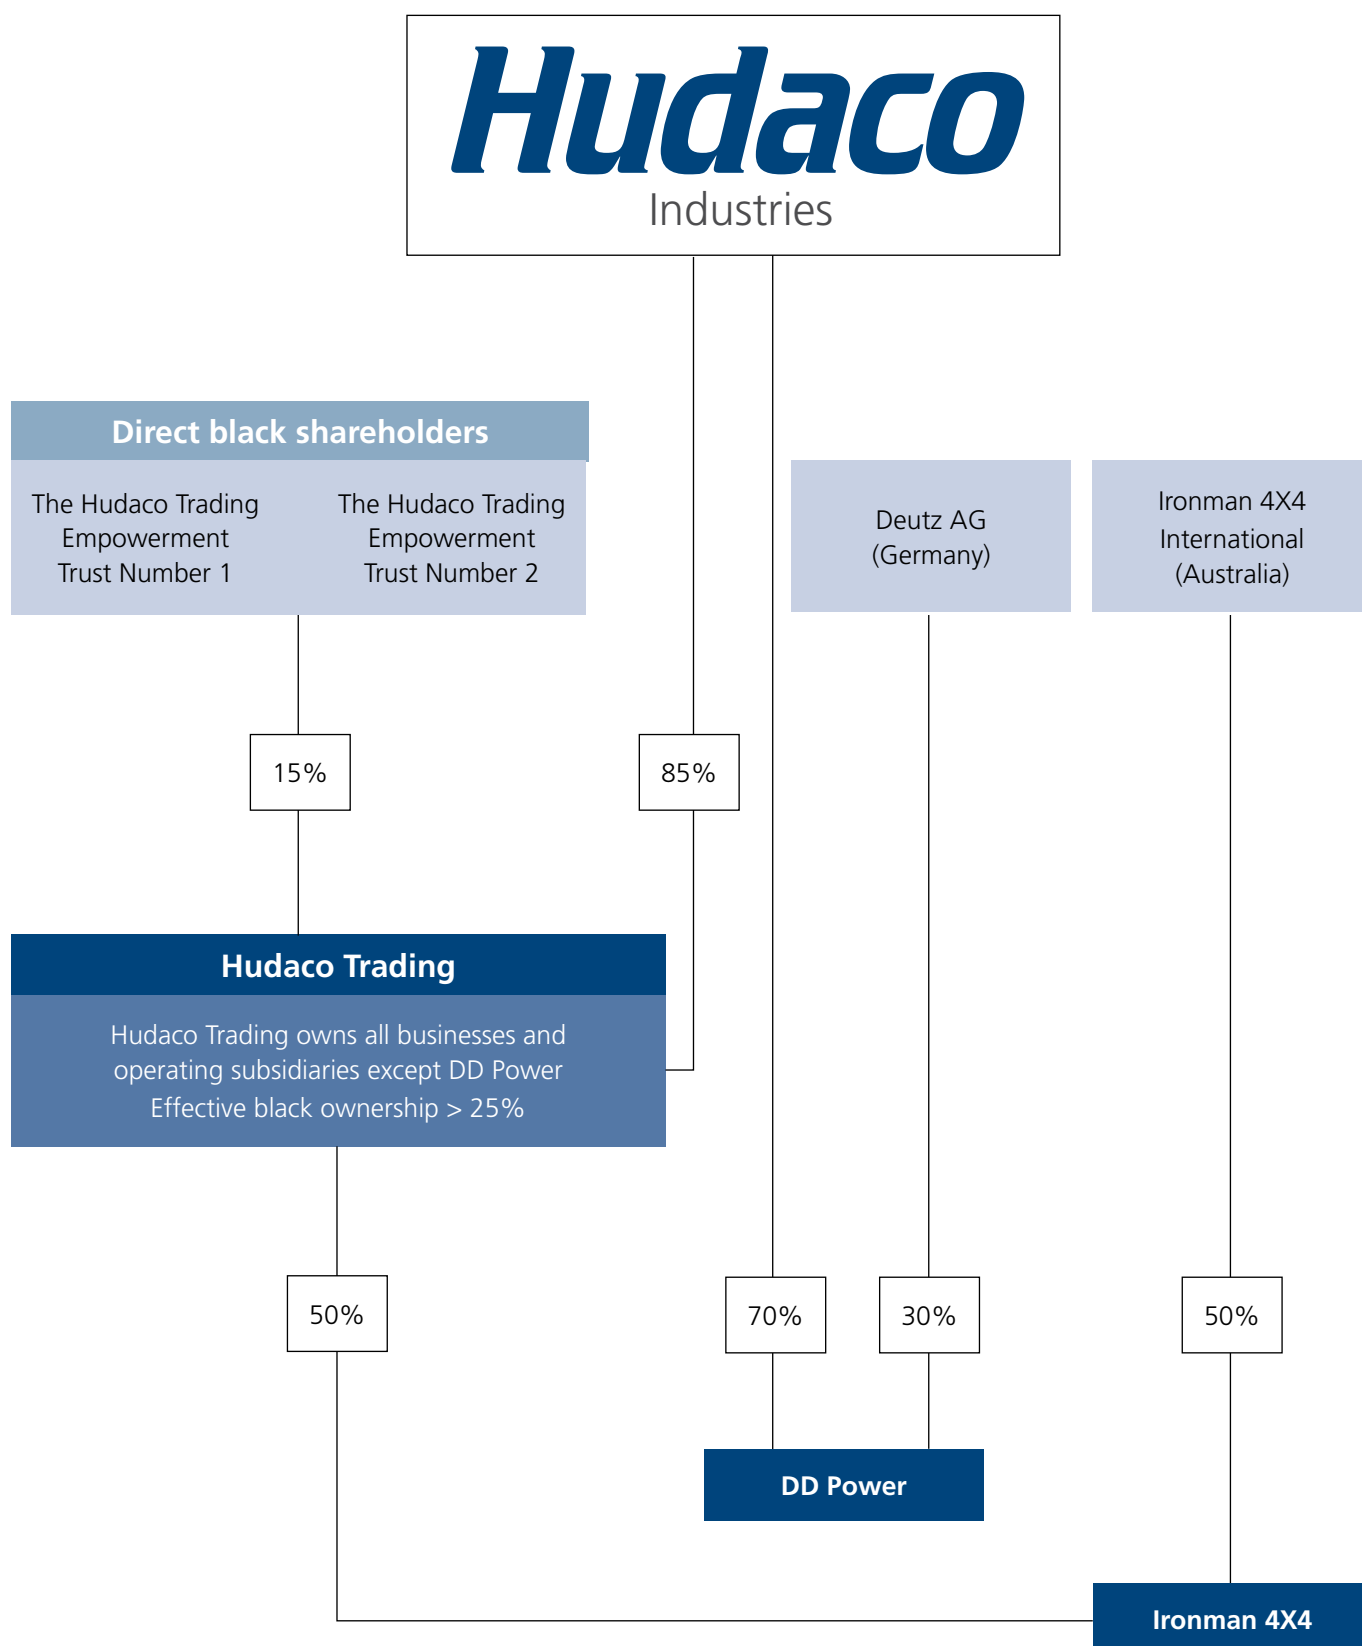 Hudaco
Industries
Direct black shareholders
The Hudaco Trading
Empowerment
Trust Number 1
The Hudaco Trading
Empowerment
Trust Number 2
Deutz AG
(Germany)
Ironman 4X4
International
(Australia)
15%
85%
Hudaco Trading
Hudaco Trading owns all businesses and
operating subsidiaries except DD Power
Effective black ownership > 25%
50%
70%
30%
50%
DD Power
Ironman 4X4